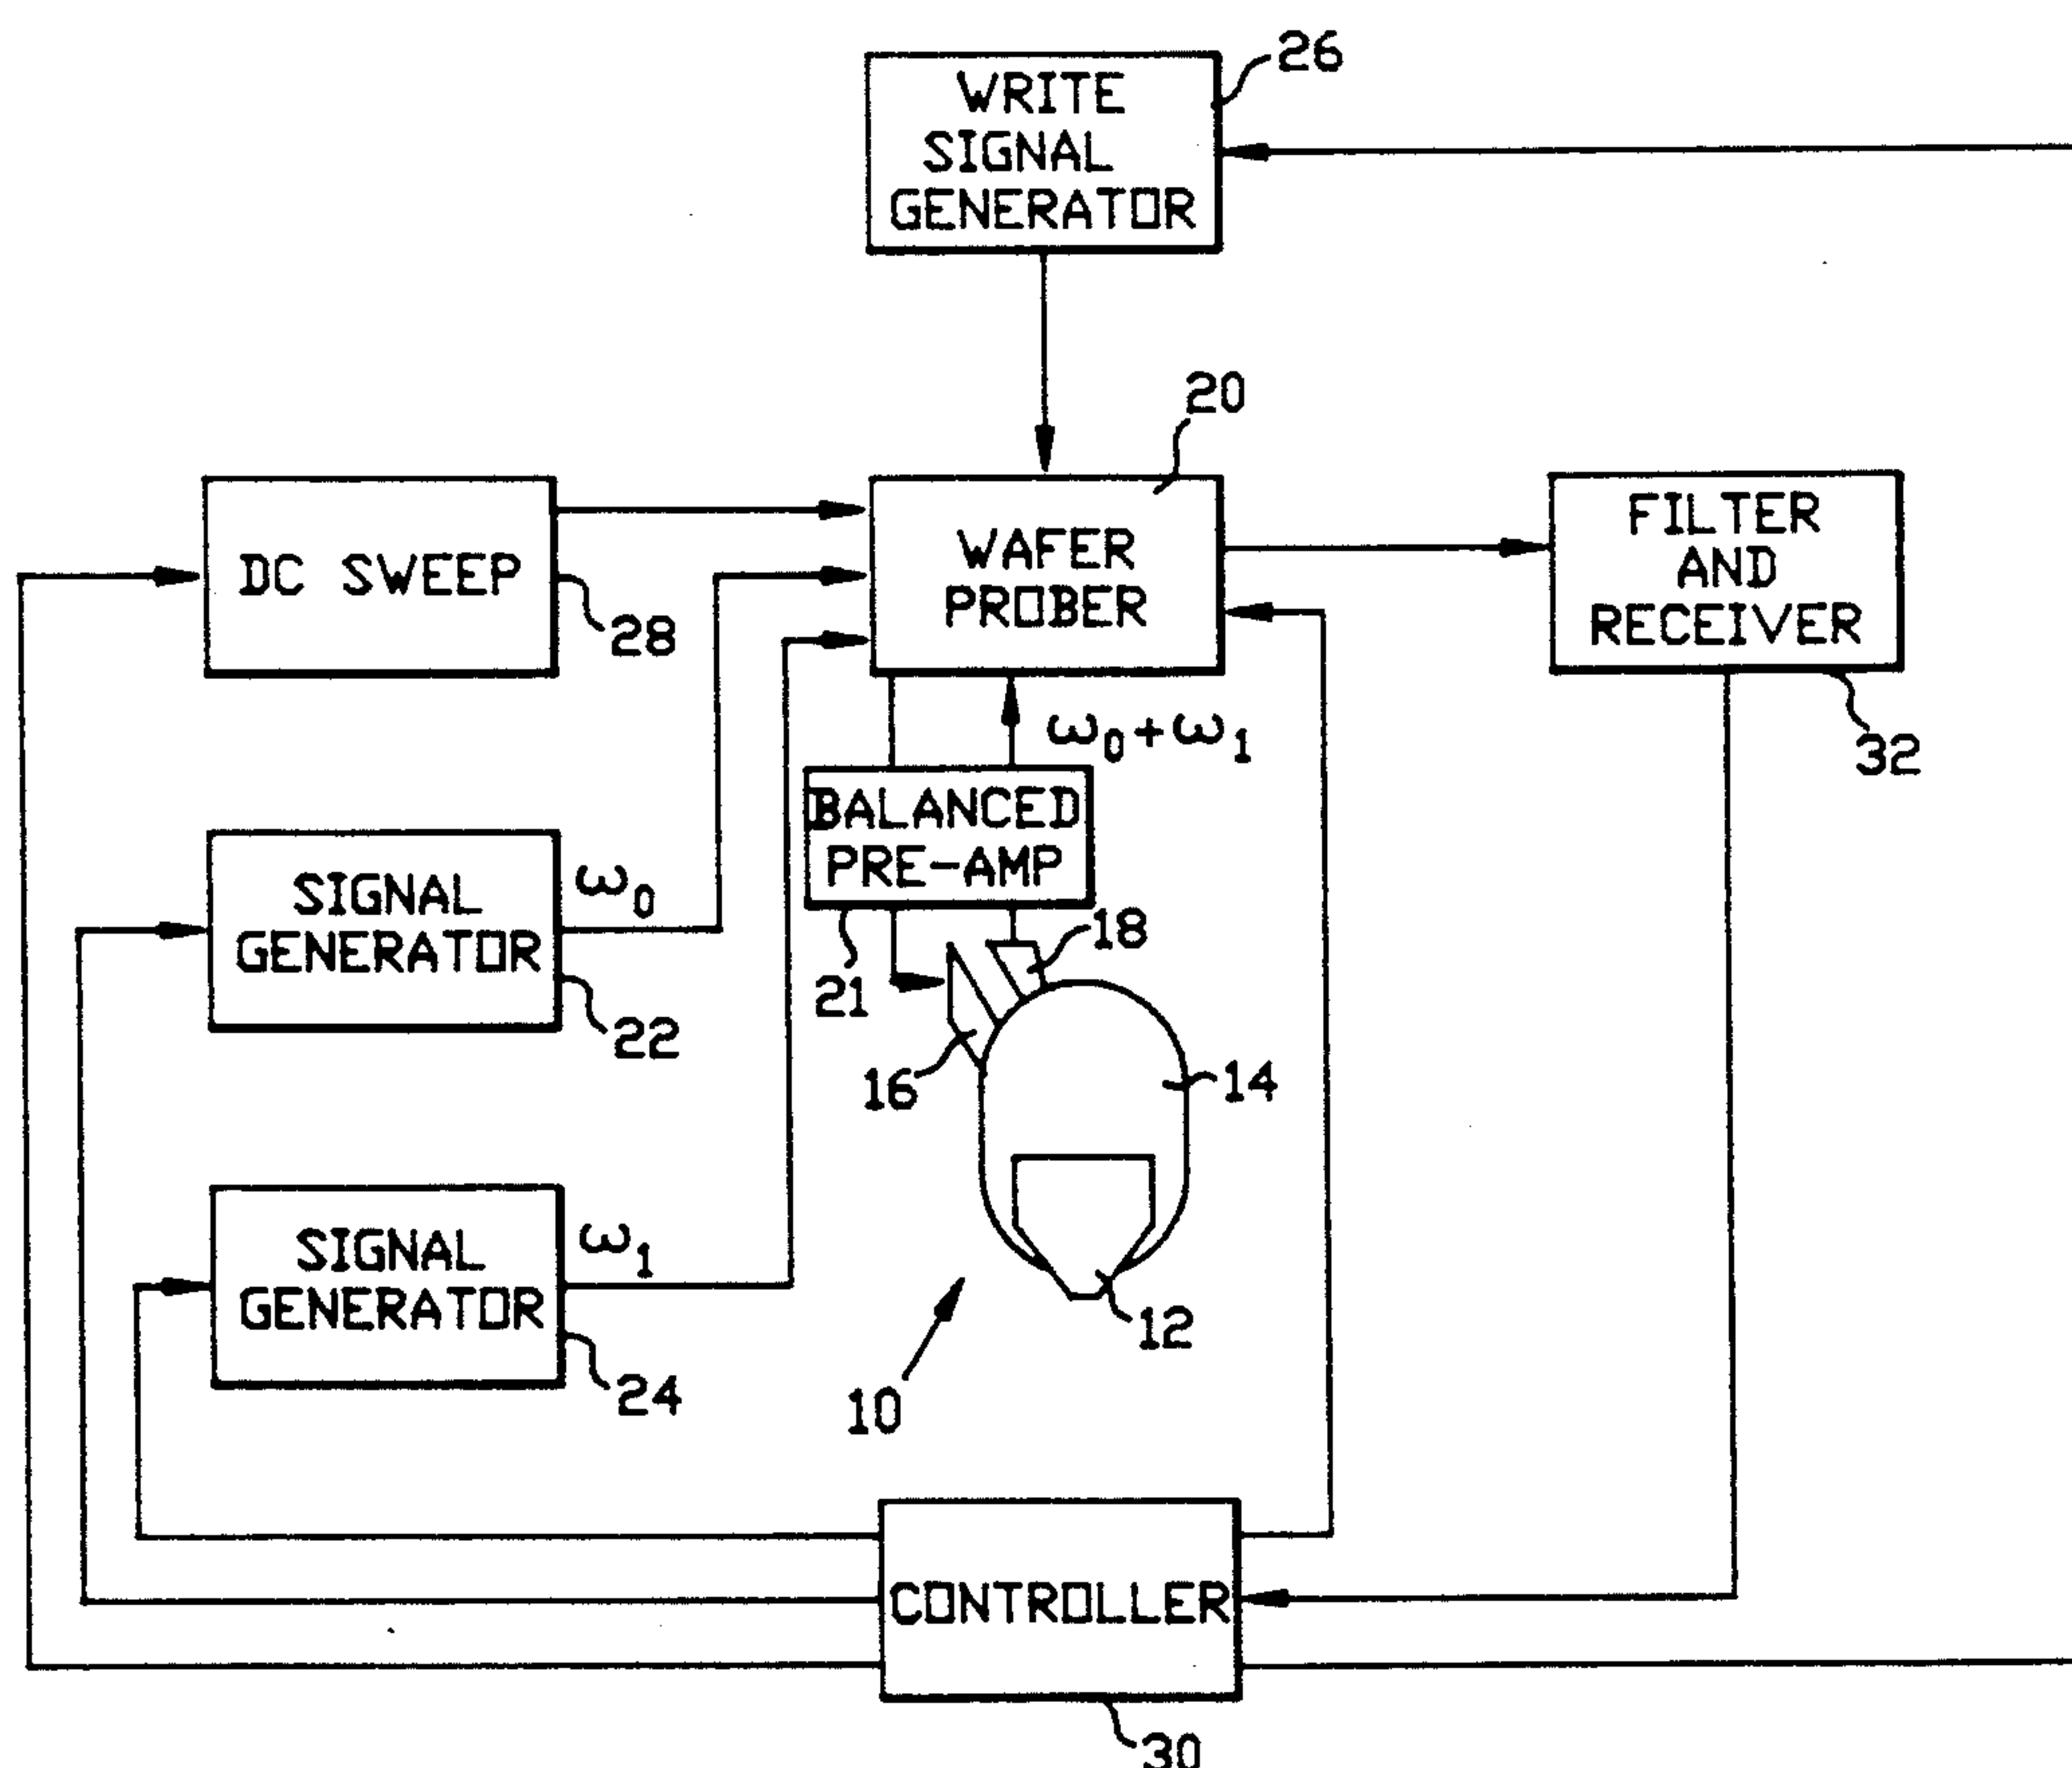 26
WRITE
SIGNAL
GENERATOR
20
DC SWEEP
28
WAFER
PROBER
FILTER
AND
RECEIVER
32
ω0+ω1
BALANCED
PRE-AMP
SIGNAL
GENERATOR
ω0
22
21
18
16
14
SIGNAL
GENERATOR
ω1
24
12
10
CONTROLLER
30